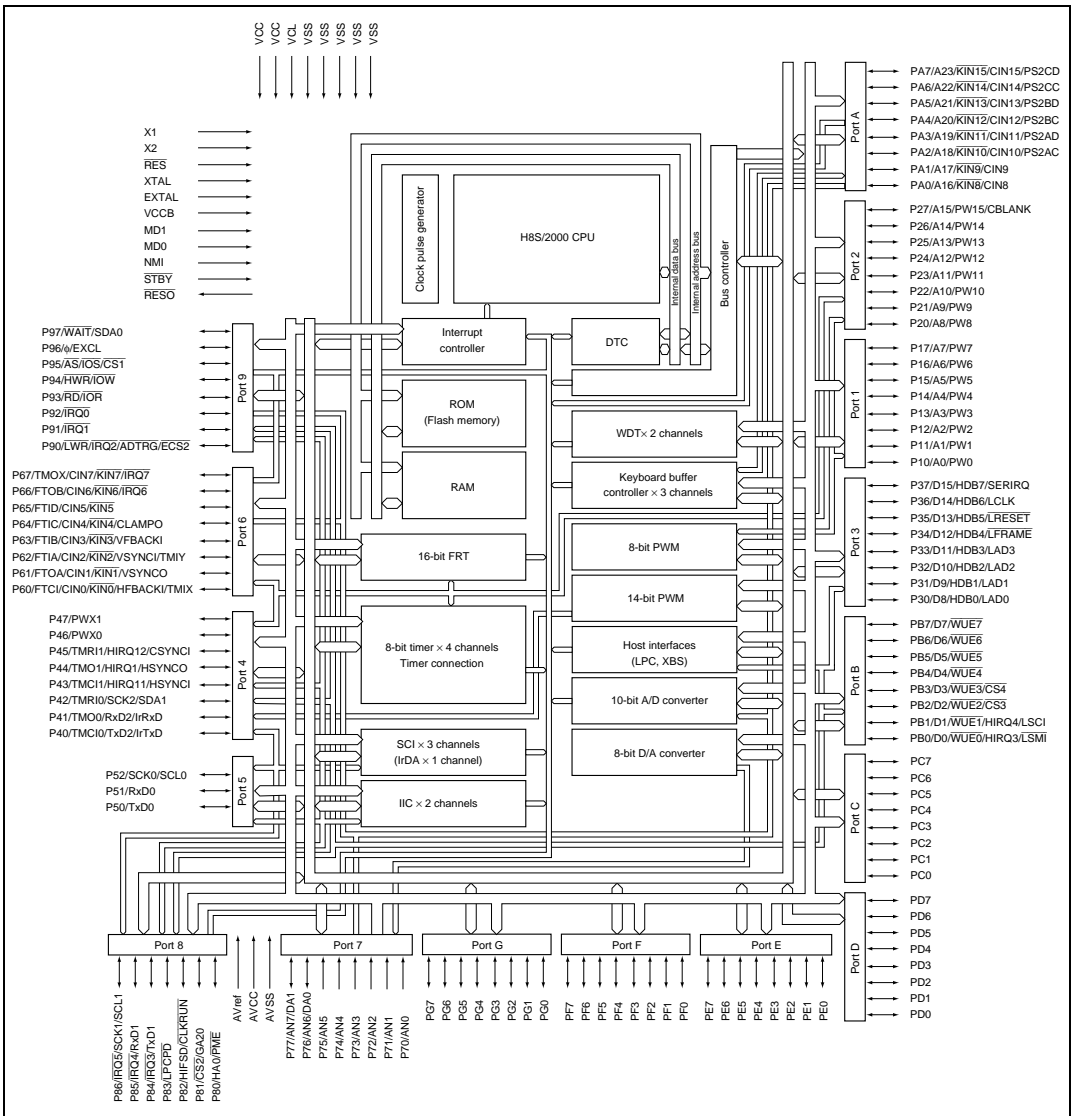 VCC
VCC
VCL
VSS
VSS
VSS
VSS
VSS
X1
X2
RES
XTAL
EXTAL
VCCB
MD1
MD0
NMI
STBY
RESO
Clock pulse generator
H8S/2000 CPU
Internal data bus
Internal address bus
Bus controller
Interrupt
controller
DTC
ROM
(Flash memory)
RAM
WDT × 2 channels
Keyboard buffer
controller × 3 channels
16-bit FRT
8-bit PWM
14-bit PWM
8-bit timer × 4 channels
Timer connection
Host interfaces
(LPC, XBS)
10-bit A/D converter
SCI × 3 channels
(IrDA × 1 channel)
8-bit D/A converter
IIC × 2 channels
P97/WAIT/SDA0
P96/ϕ/EXCL
P95/AS/IOS/CS1
P94/HWR/IOW
P93/RD/IOR
P92/IRQ0
P91/IRQ1
P90/LWR/IRQ2/ADTRG/ECS2
Port 9
P67/TMOX/CIN7/KIN7/IRQ7
P66/FTOB/CIN6/KIN6/IRQ6
P65/FTID/CIN5/KIN5
P64/FTIC/CIN4/KIN4/CLAMPO
P63/FTIB/CIN3/KIN3/VFBACKI
P62/FTIA/CIN2/KIN2/VSYNCI/TMIY
P61/FTOA/CIN1/KIN1/VSYNCO
P60/FTCI/CIN0/KIN0/HFBACKI/TMIX
Port 6
P47/PWX1
P46/PWX0
P45/TMRI1/HIRQ12/CSYNCI
P44/TMO1/HIRQ1/HSYNCO
P43/TMCI1/HIRQ11/HSYNCI
P42/TMRI0/SCK2/SDA1
P41/TMO0/RxD2/IrRxD
P40/TMCI0/TxD2/IrTxD
Port 4
P52/SCK0/SCL0
P51/RxD0
P50/TxD0
Port 5
PA7/A23/KIN15/CIN15/PS2CD
PA6/A22/KIN14/CIN14/PS2CC
PA5/A21/KIN13/CIN13/PS2BD
PA4/A20/KIN12/CIN12/PS2BC
PA3/A19/KIN11/CIN11/PS2AD
PA2/A18/KIN10/CIN10/PS2AC
PA1/A17/KIN9/CIN9
PA0/A16/KIN8/CIN8
Port A
P27/A15/PW15/CBLANK
P26/A14/PW14
P25/A13/PW13
P24/A12/PW12
P23/A11/PW11
P22/A10/PW10
P21/A9/PW9
P20/A8/PW8
Port 2
P17/A7/PW7
P16/A6/PW6
P15/A5/PW5
P14/A4/PW4
P13/A3/PW3
P12/A2/PW2
P11/A1/PW1
P10/A0/PW0
Port 1
P37/D15/HDB7/SERIRQ
P36/D14/HDB6/LCLK
P35/D13/HDB5/LRESET
P34/D12/HDB4/LFRAME
P33/D11/HDB3/LAD3
P32/D10/HDB2/LAD2
P31/D9/HDB1/LAD1
P30/D8/HDB0/LAD0
Port 3
PB7/D7/WUE7
PB6/D6/WUE6
PB5/D5/WUE5
PB4/D4/WUE4
PB3/D3/WUE3/CS4
PB2/D2/WUE2/CS3
PB1/D1/WUE1/HIRQ4/LSCI
PB0/D0/WUE0/HIRQ3/LSMI
Port B
PC7
PC6
PC5
PC4
PC3
PC2
PC1
PC0
Port C
PD7
PD6
PD5
PD4
PD3
PD2
PD1
PD0
Port D
Port 8
Port 7
Port G
Port F
Port E
P86/IRQ5/SCK1/SCL1
P85/IRQ4/RxD1
P84/IRQ3/TxD1
P83/LPCPD
P82/HIFSD/CLKRUN
P81/CS2/GA20
P80/HA0/PME
AVref
AVCC
AVSS
P77/AN7/DA1
P76/AN6/DA0
P75/AN5
P74/AN4
P73/AN3
P72/AN2
P71/AN1
P70/AN0
PG7
PG6
PG5
PG4
PG3
PG2
PG1
PG0
PF7
PF6
PF5
PF4
PF3
PF2
PF1
PF0
PE7
PE6
PE5
PE4
PE3
PE2
PE1
PE0